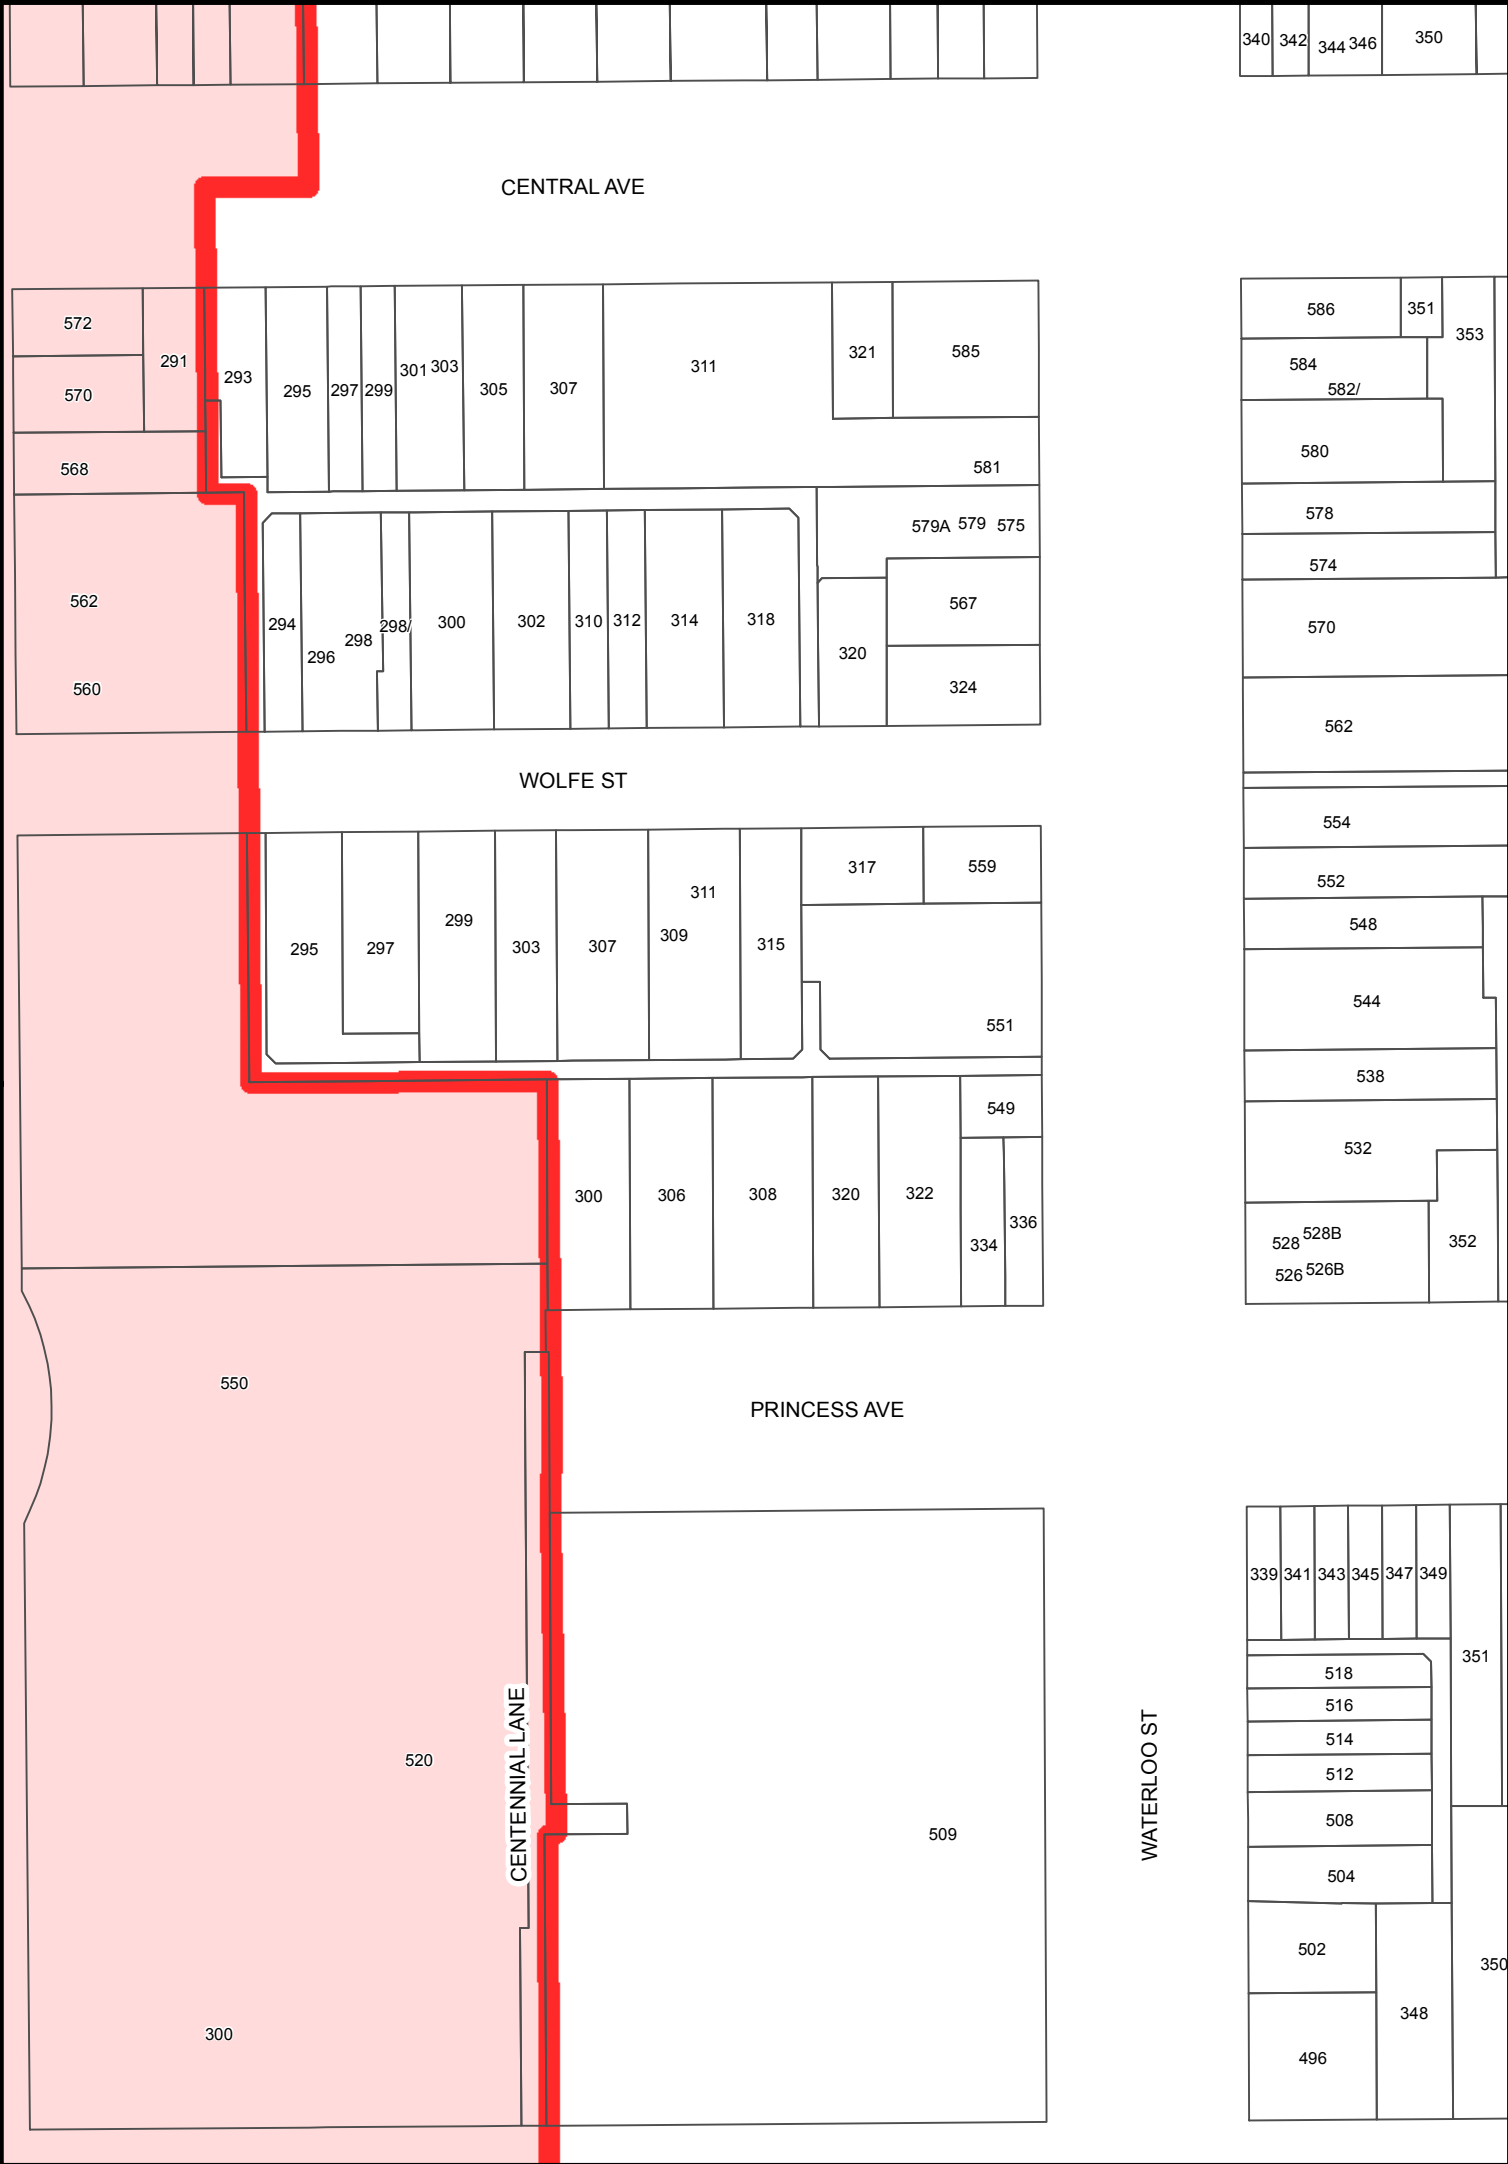 340 342 344 346 350
CENTRAL AVE
572 291 293 295 297 299 301 303 305 307 311 321 585 586 351 353
570 584 582/
568 581 580
579A 579 575 578
574
562 294 296 298 298/ 300 302 310 312 314 318 320 567 570
560 324
562
WOLFE ST
554
295 297 299 303 307 309 311 315 317 559 552
548
551 544
549 538
300 306 308 320 322 334 336 532
528 528B 352
526 526B
550
PRINCESS AVE
339 341 343 345 347 349
351
518
516
520 514
512
CENTENNIAL LANE
509
WATERLOO ST
508
504
502 350
300 348
496